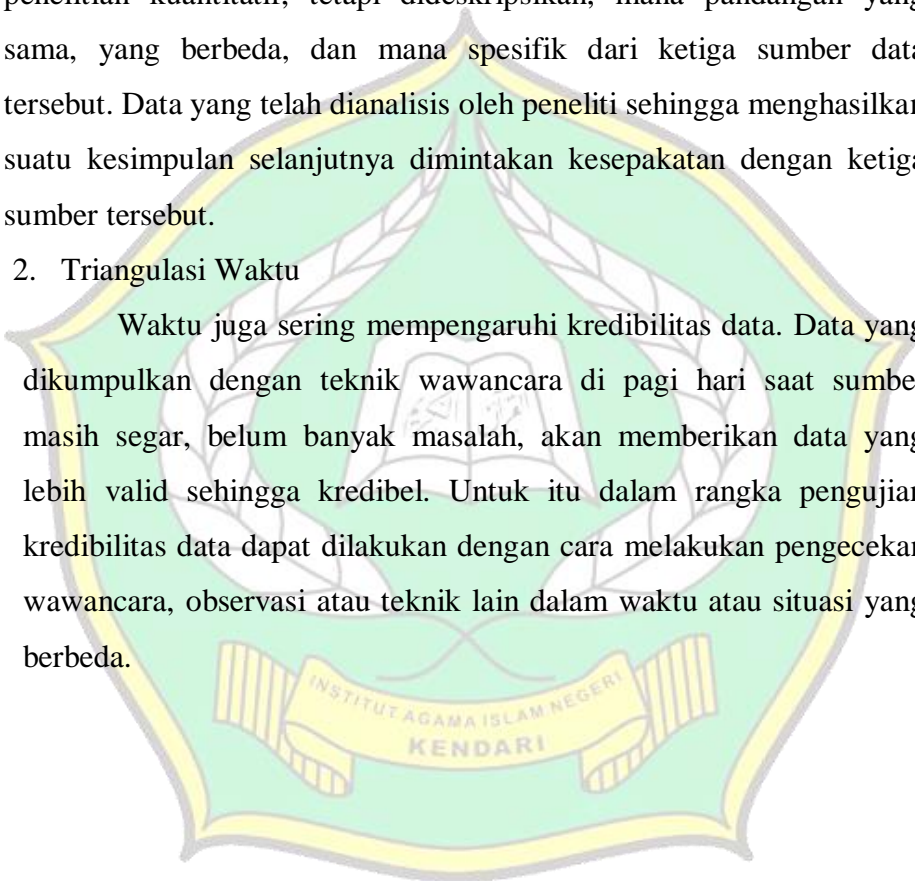 penelitian kuantitatif, tetapi dideskripsikan, mana pandangan yang
sama, yang berbeda, dan mana spesifik dari ketiga sumber data
tersebut. Data yang telah dianalisis oleh peneliti sehingga menghasilkan
suatu kesimpulan selanjutnya dimintakan kesepakatan dengan ketiga
sumber tersebut.
2. Triangulasi Waktu
Waktu juga sering mempengaruhi kredibilitas data. Data yang
dikumpulkan dengan teknik wawancara di pagi hari saat sumber
masih segar, belum banyak masalah, akan memberikan data yang
lebih valid sehingga kredibel. Untuk itu dalam rangka pengujian
kredibilitas data dapat dilakukan dengan cara melakukan pengecekan
wawancara, observasi atau teknik lain dalam waktu atau situasi yang
berbeda.
INSTITUT AGAMA ISLAM NEGERI
KENDARI